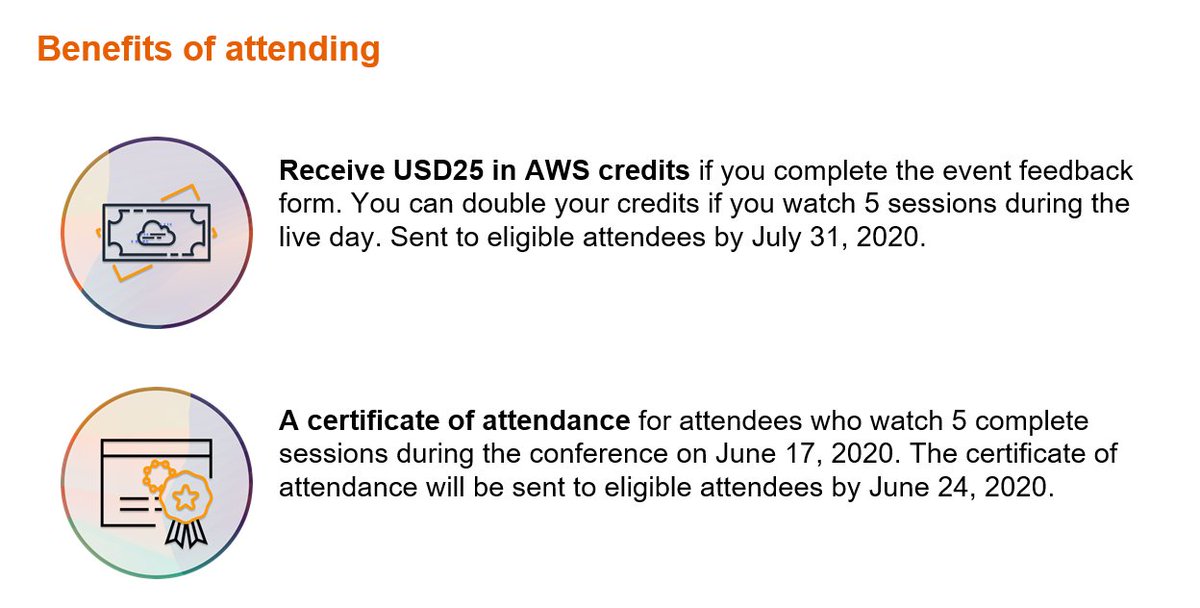 Benefits of attending
Receive USD25 in AWS credits if you complete the event feedback
form. You can double your credits if you watch 5 sessions during the
live day. Sent to eligible attendees by July 31, 2020.
A certificate of attendance for attendees who watch 5 complete
sessions during the conference on June 17, 2020. The certificate of
attendance will be sent to eligible attendees by June 24, 2020.